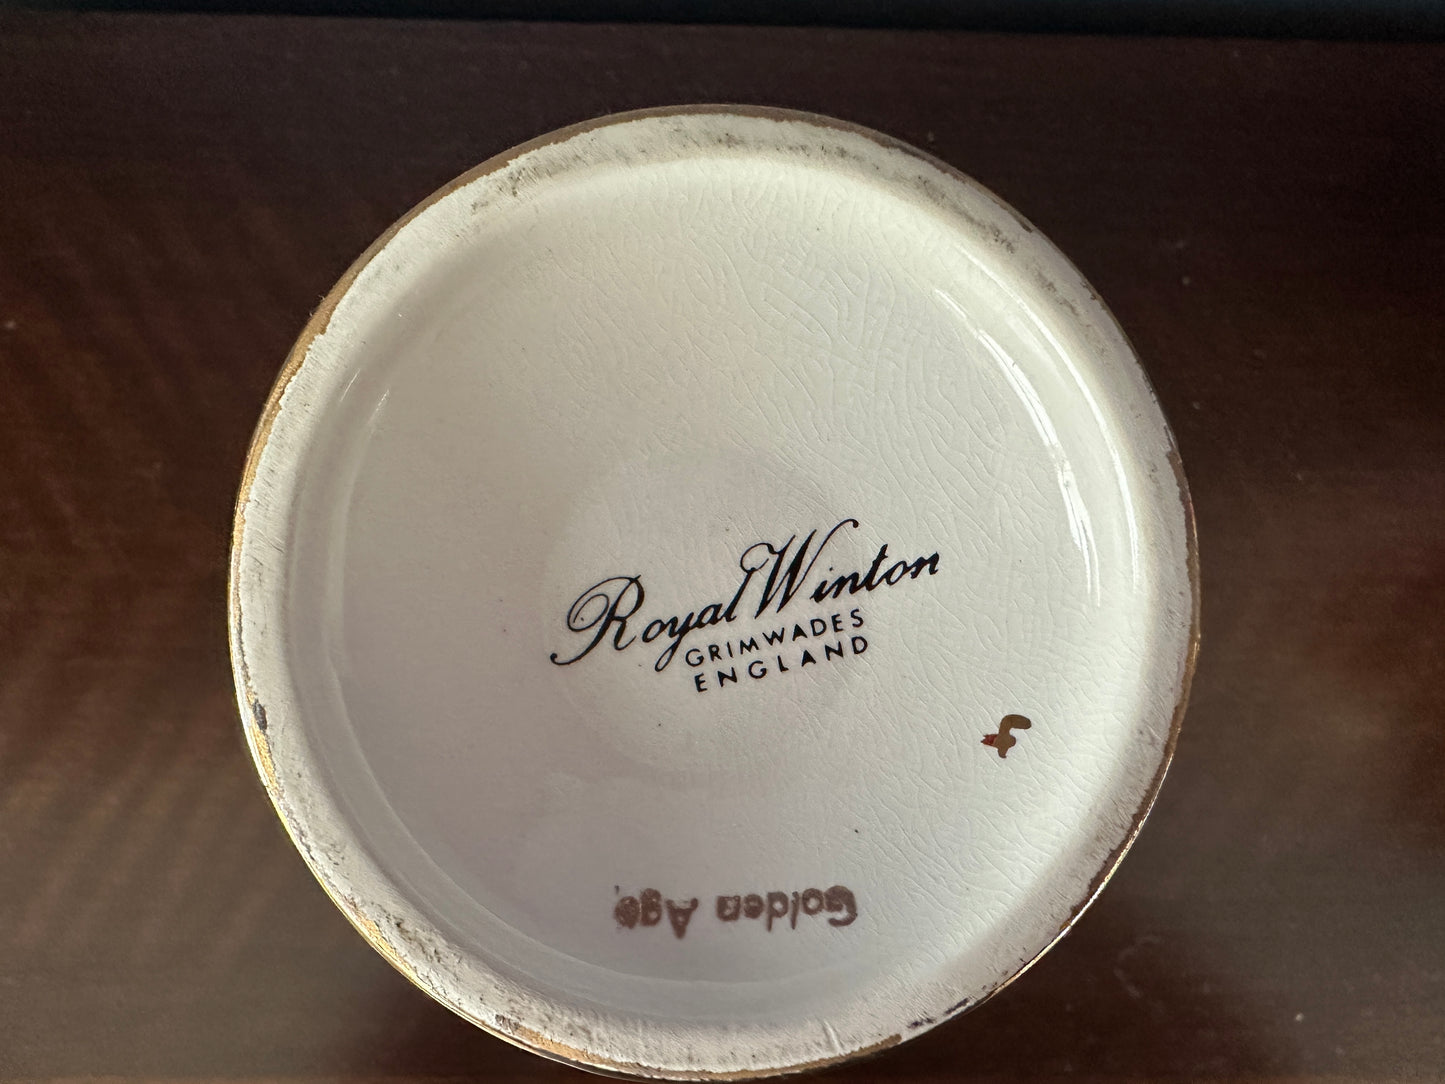 Royal Winton
GRIMWADES
ENGLAND
Golden Age